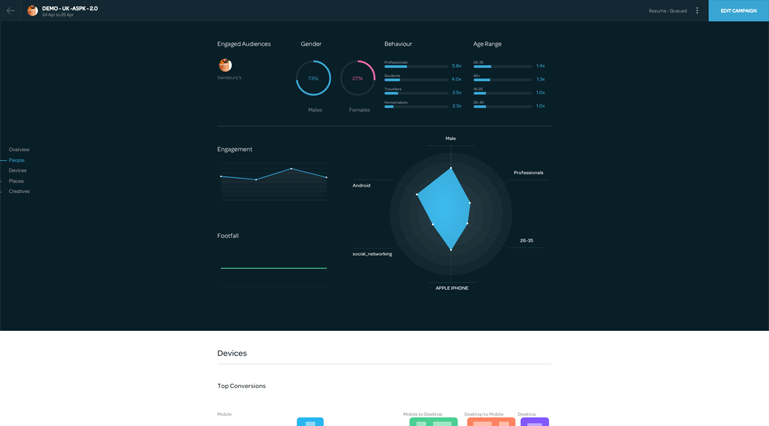 DEMO - UK -ASPK - 2.0
24 Apr to 25 Apr
Resume - Queued
EDIT CAMPAIGN
Engaged Audiences
Gender
Behaviour
Age Range
Sainsbury's
73%
27%
Males
Females
Professionals
5.8x
Students
4.0x
Travellers
3.5x
Homemakers
2.3x
26-35
1.4x
46+
1.3x
18-25
1.0x
36-45
1.0x
Overview
People
Devices
Places
Creatives
Engagement
Footfall
Male
Professionals
26-35
APPLE IPHONE
social_networking
Android
Devices
Top Conversions
Mobile
Mobile to Desktop
Desktop to Mobile
Desktop